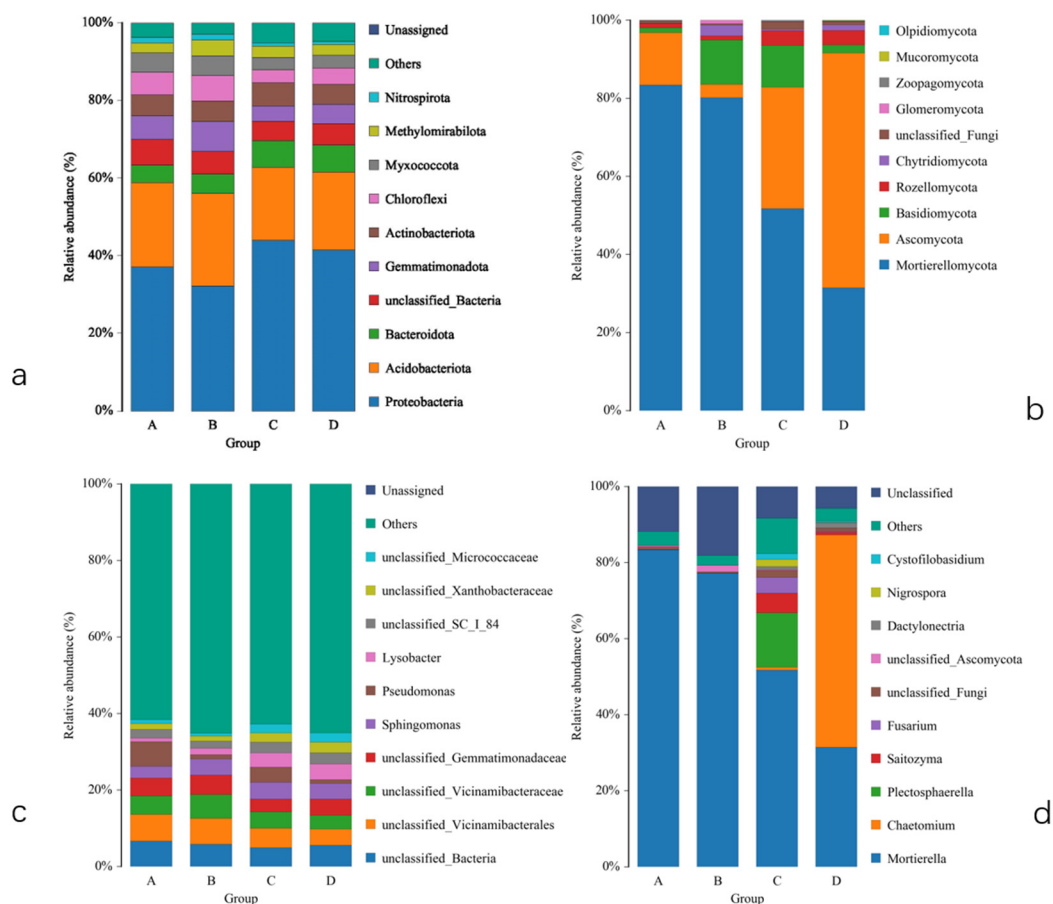 a
Relative abundance (%)
100%
80%
60%
40%
20%
0%
A B C D
Group
Unassigned
Others
Nitrospirota
Methylomirabilota
Myxococcota
Chloroflexi
Actinobacteriota
Gemmatimonadota
unclassified_Bacteria
Bacteroidota
Acidobacteriota
Proteobacteria
b
Relative abundance (%)
100%
80%
60%
40%
20%
0%
A B C D
Group
Olpidiomycota
Mucoromycota
Zoopagomycota
Glomeromycota
unclassified_Fungi
Chytridiomycota
Rozellomycota
Basidiomycota
Ascomycota
Mortierellomycota
c
Relative abundance (%)
100%
80%
60%
40%
20%
0%
A B C D
Group
Unassigned
Others
unclassified_Micrococcaceae
unclassified_Xanthobacteraceae
unclassified_SC_I_84
Lysobacter
Pseudomonas
Sphingomonas
unclassified_Gemmatimonadaceae
unclassified_Vicinamibacteraceae
unclassified_Vicinamibacterales
unclassified_Bacteria
d
Relative abundance (%)
100%
80%
60%
40%
20%
0%
A B C D
Group
Unclassified
Others
Cystofilobasidium
Nigrospora
Dactylonectria
unclassified_Ascomycota
unclassified_Fungi
Fusarium
Saitozyma
Plectosphaerella
Chaetomium
Mortierella